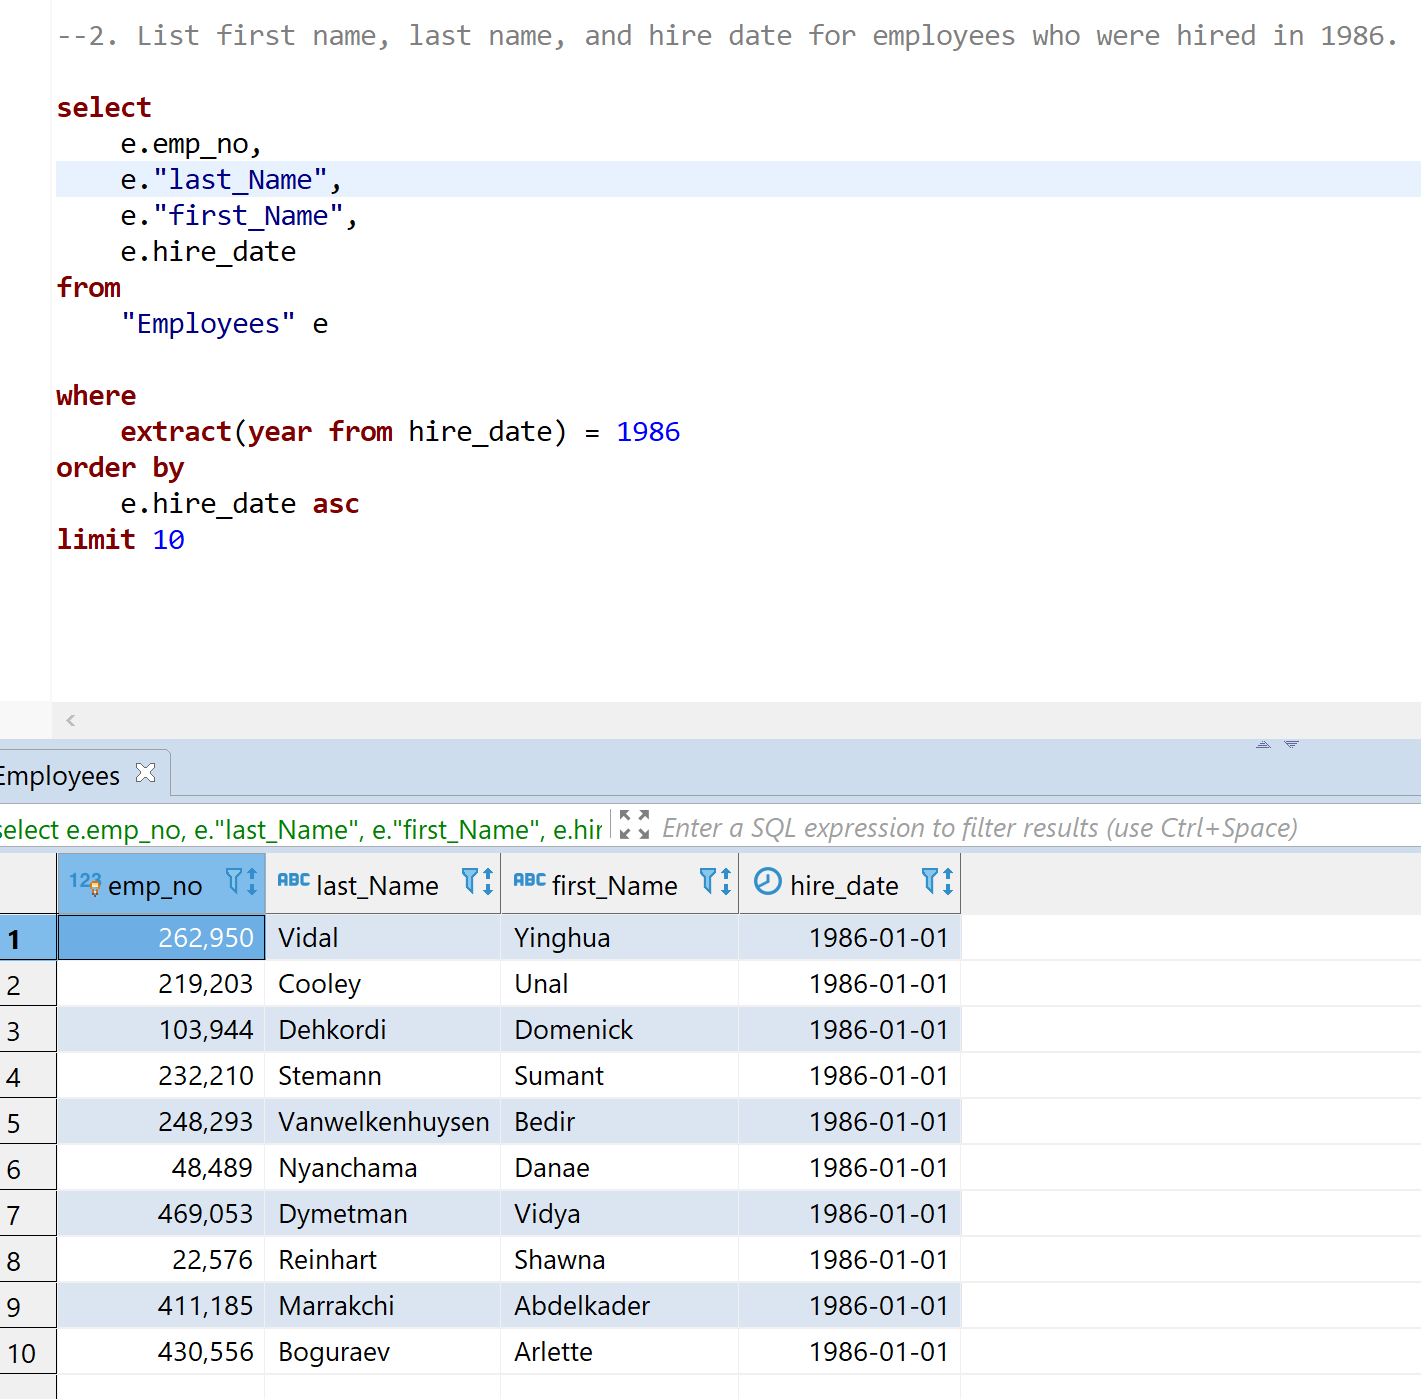 --2. List first name, last name, and hire date for employees who were hired in 1986.
select
e.emp_no,
e."last_Name",
e."first_Name",
e.hire_date
from
"Employees" e
where
extract(year from hire_date) = 1986
order by
e.hire_date asc
limit 10
Employees
select e.emp_no, e."last_Name", e."first_Name", e.hir Enter a SQL expression to filter results (use Ctrl+Space)
123 emp_no ABC last_Name ABC first_Name hire_date
1 262,950 Vidal Yinghua 1986-01-01
2 219,203 Cooley Unal 1986-01-01
3 103,944 Dehkordi Domenick 1986-01-01
4 232,210 Stemann Sumant 1986-01-01
5 248,293 Vanwelkenhuysen Bedir 1986-01-01
6 48,489 Nyanchama Danae 1986-01-01
7 469,053 Dymetman Vidya 1986-01-01
8 22,576 Reinhart Shawna 1986-01-01
9 411,185 Marrakchi Abdelkader 1986-01-01
10 430,556 Boguraev Arlette 1986-01-01